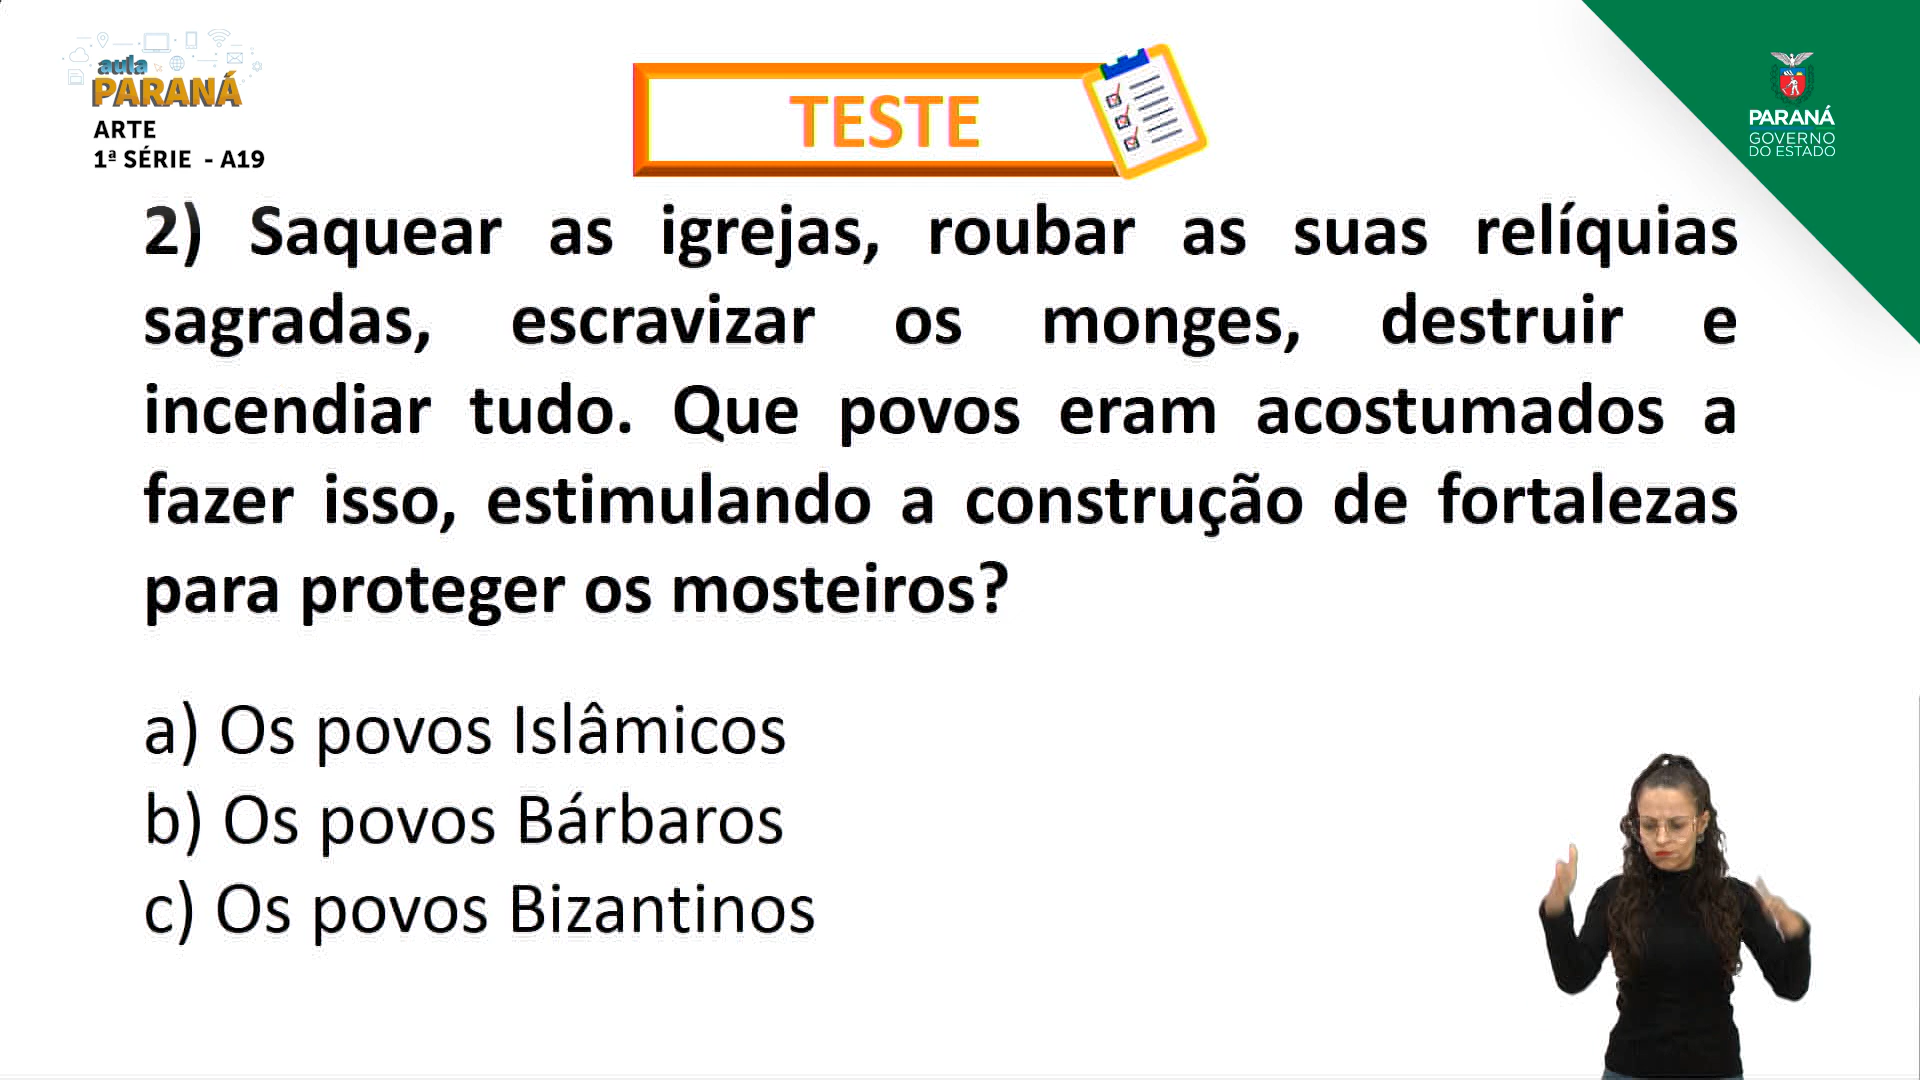 aula
PARANÁ
ARTE
1ª SÉRIE - A19
TESTE
PARANÁ
GOVERNO
DO ESTADO
2) Saquear as igrejas, roubar as suas relíquias
sagradas, escravizar os monges, destruir e
incendiar tudo. Que povos eram acostumados a
fazer isso, estimulando a construção de fortalezas
para proteger os mosteiros?
a) Os povos Islâmicos
b) Os povos Bárbaros
c) Os povos Bizantinos